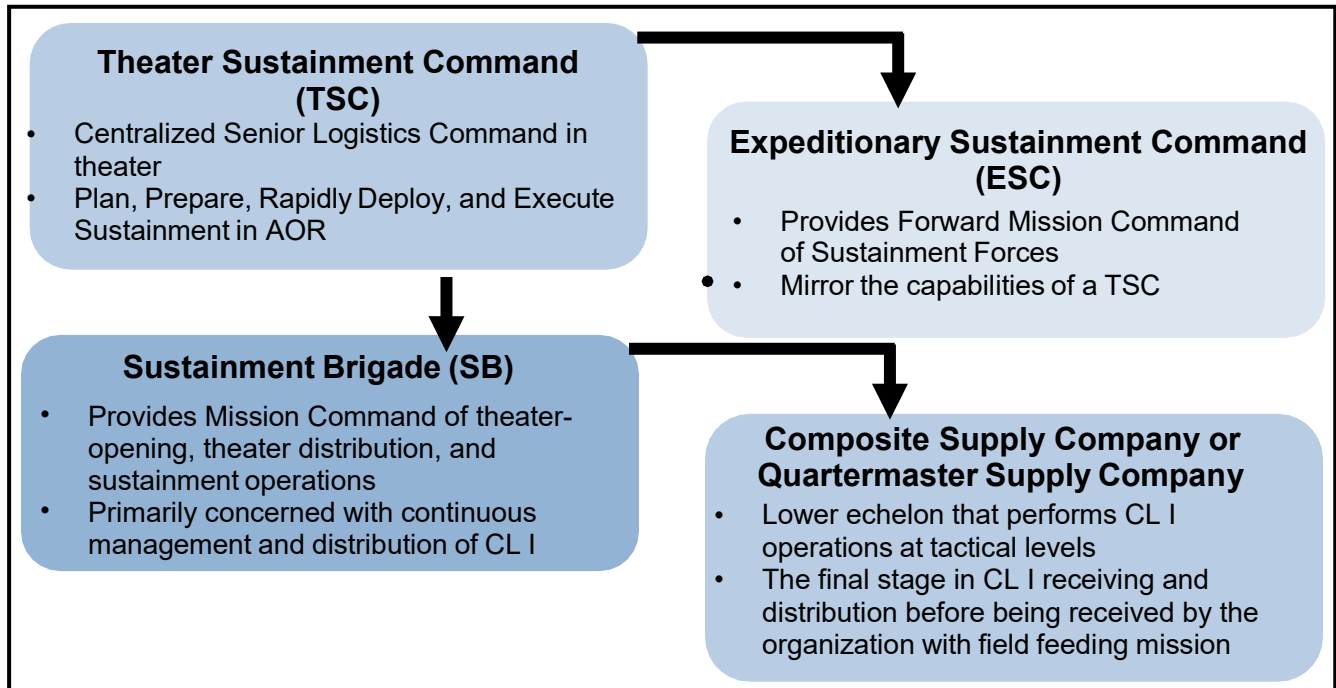 Theater Sustainment Command
(TSC)
• Centralized Senior Logistics Command in
theater
• Plan, Prepare, Rapidly Deploy, and Execute
Sustainment in AOR
Expeditionary Sustainment Command
(ESC)
• Provides Forward Mission Command
of Sustainment Forces
• • Mirror the capabilities of a TSC
Sustainment Brigade (SB)
• Provides Mission Command of theater-
opening, theater distribution, and
sustainment operations
• Primarily concerned with continuous
management and distribution of CL I
Composite Supply Company or
Quartermaster Supply Company
• Lower echelon that performs CL I
operations at tactical levels
• The final stage in CL I receiving and
distribution before being received by the
organization with field feeding mission